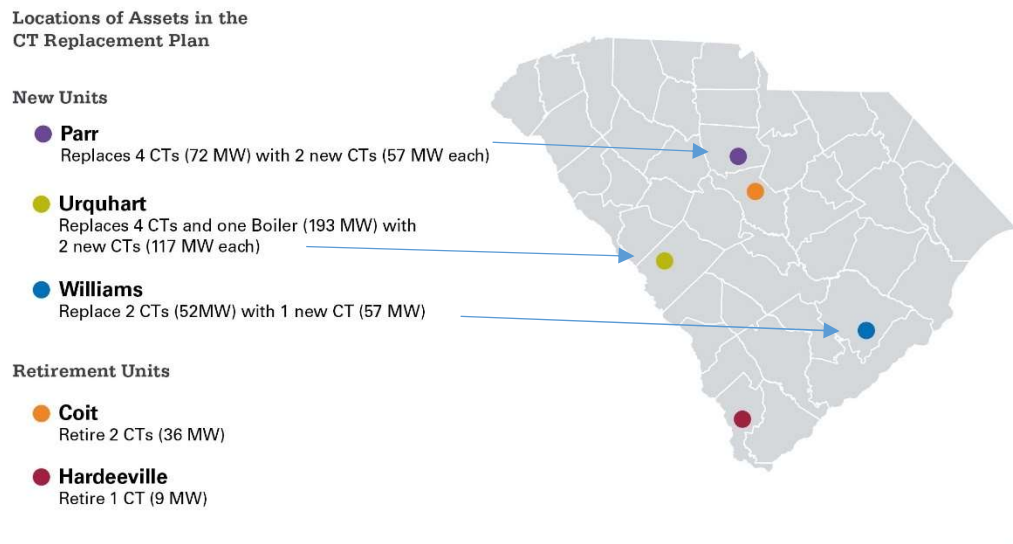 Locations of Assets in the
CT Replacement Plan
New Units
Parr
Replaces 4 CTs (72 MW) with 2 new CTs (57 MW each)
Urquhart
Replaces 4 CTs and one Boiler (193 MW) with
2 new CTs (117 MW each)
Williams
Replace 2 CTs (52MW) with 1 new CT (57 MW)
Retirement Units
Coit
Retire 2 CTs (36 MW)
Hardeeville
Retire 1 CT (9 MW)